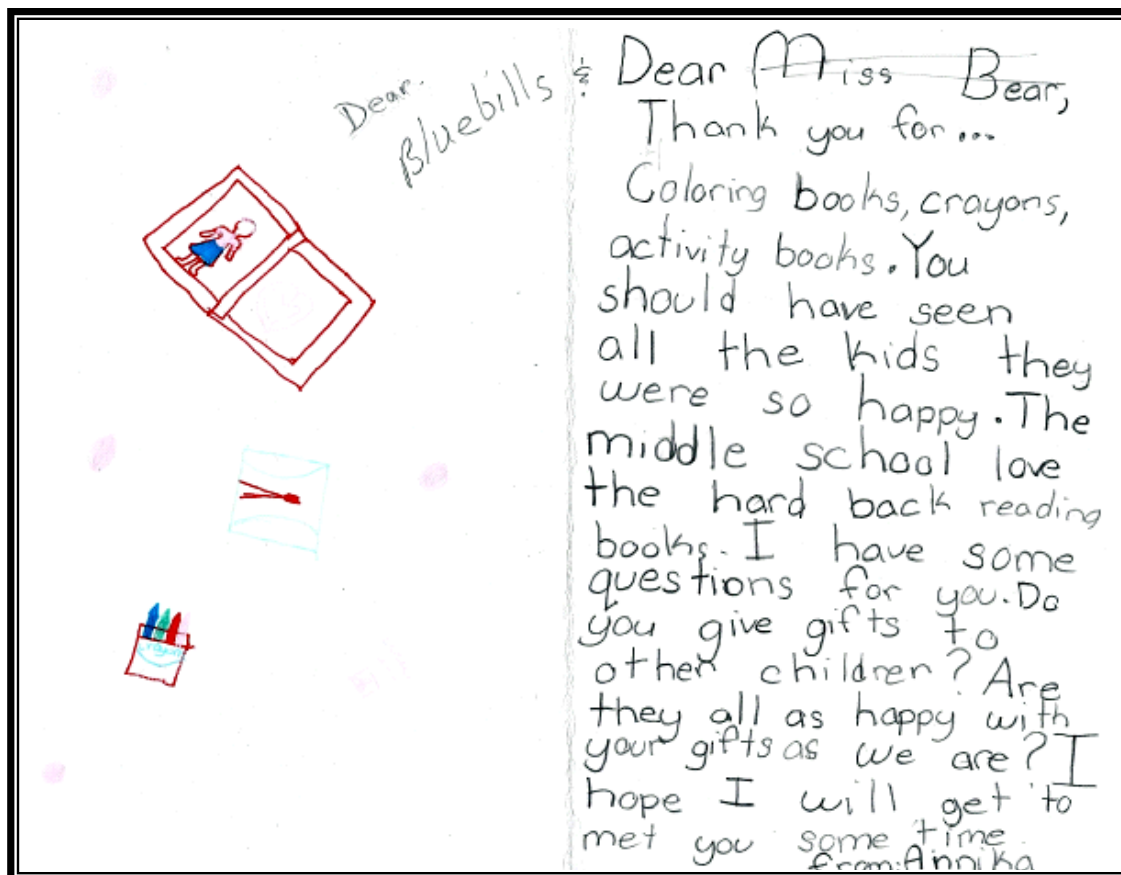 Dear.
Bluebills &
Dear Miss Bear,
Thank you for...
Coloring books, crayons,
activity books. You
should have seen
all the kids they
were so happy. The
middle school love
the hard back reading
books. I have some
questions for you. Do
you give gifts to
other children? Are
they all as happy with
your gifts as we are? I
hope I will get to
met you some time
from: Annika